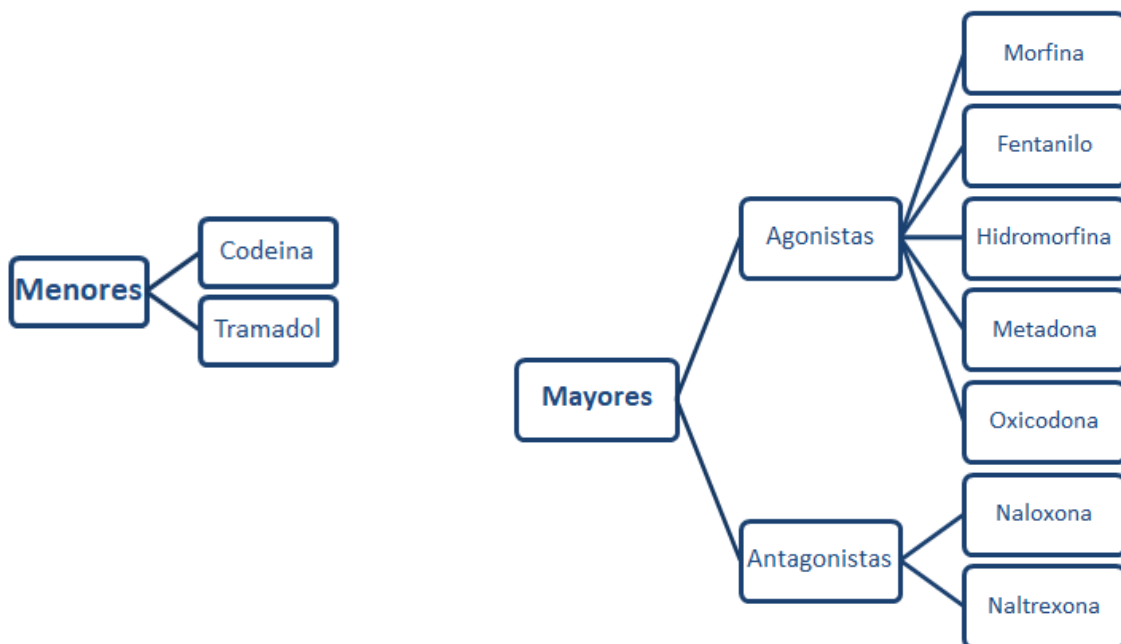 Menores
Codeina
Tramadol
Mayores
Agonistas
Morfina
Fentanilo
Hidromorfina
Metadona
Oxicodona
Antagonistas
Naloxona
Naltrexona